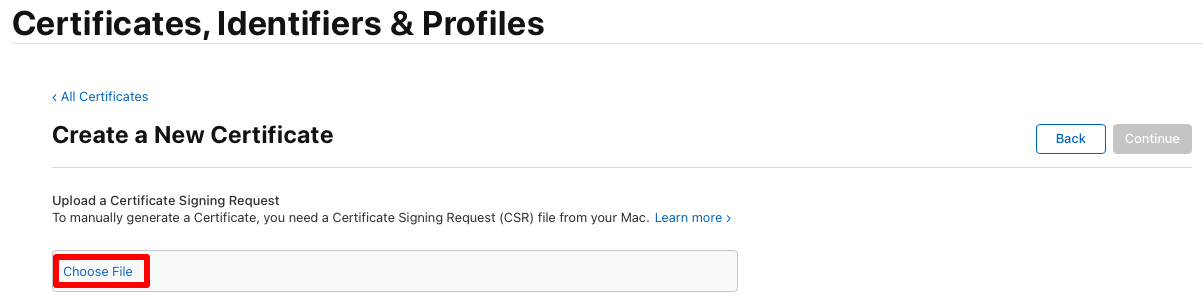 Certificates, Identifiers & Profiles
‹ All Certificates
Create a New Certificate
Back
Continue
Upload a Certificate Signing Request
To manually generate a Certificate, you need a Certificate Signing Request (CSR) file from your Mac. Learn more ›
Choose File